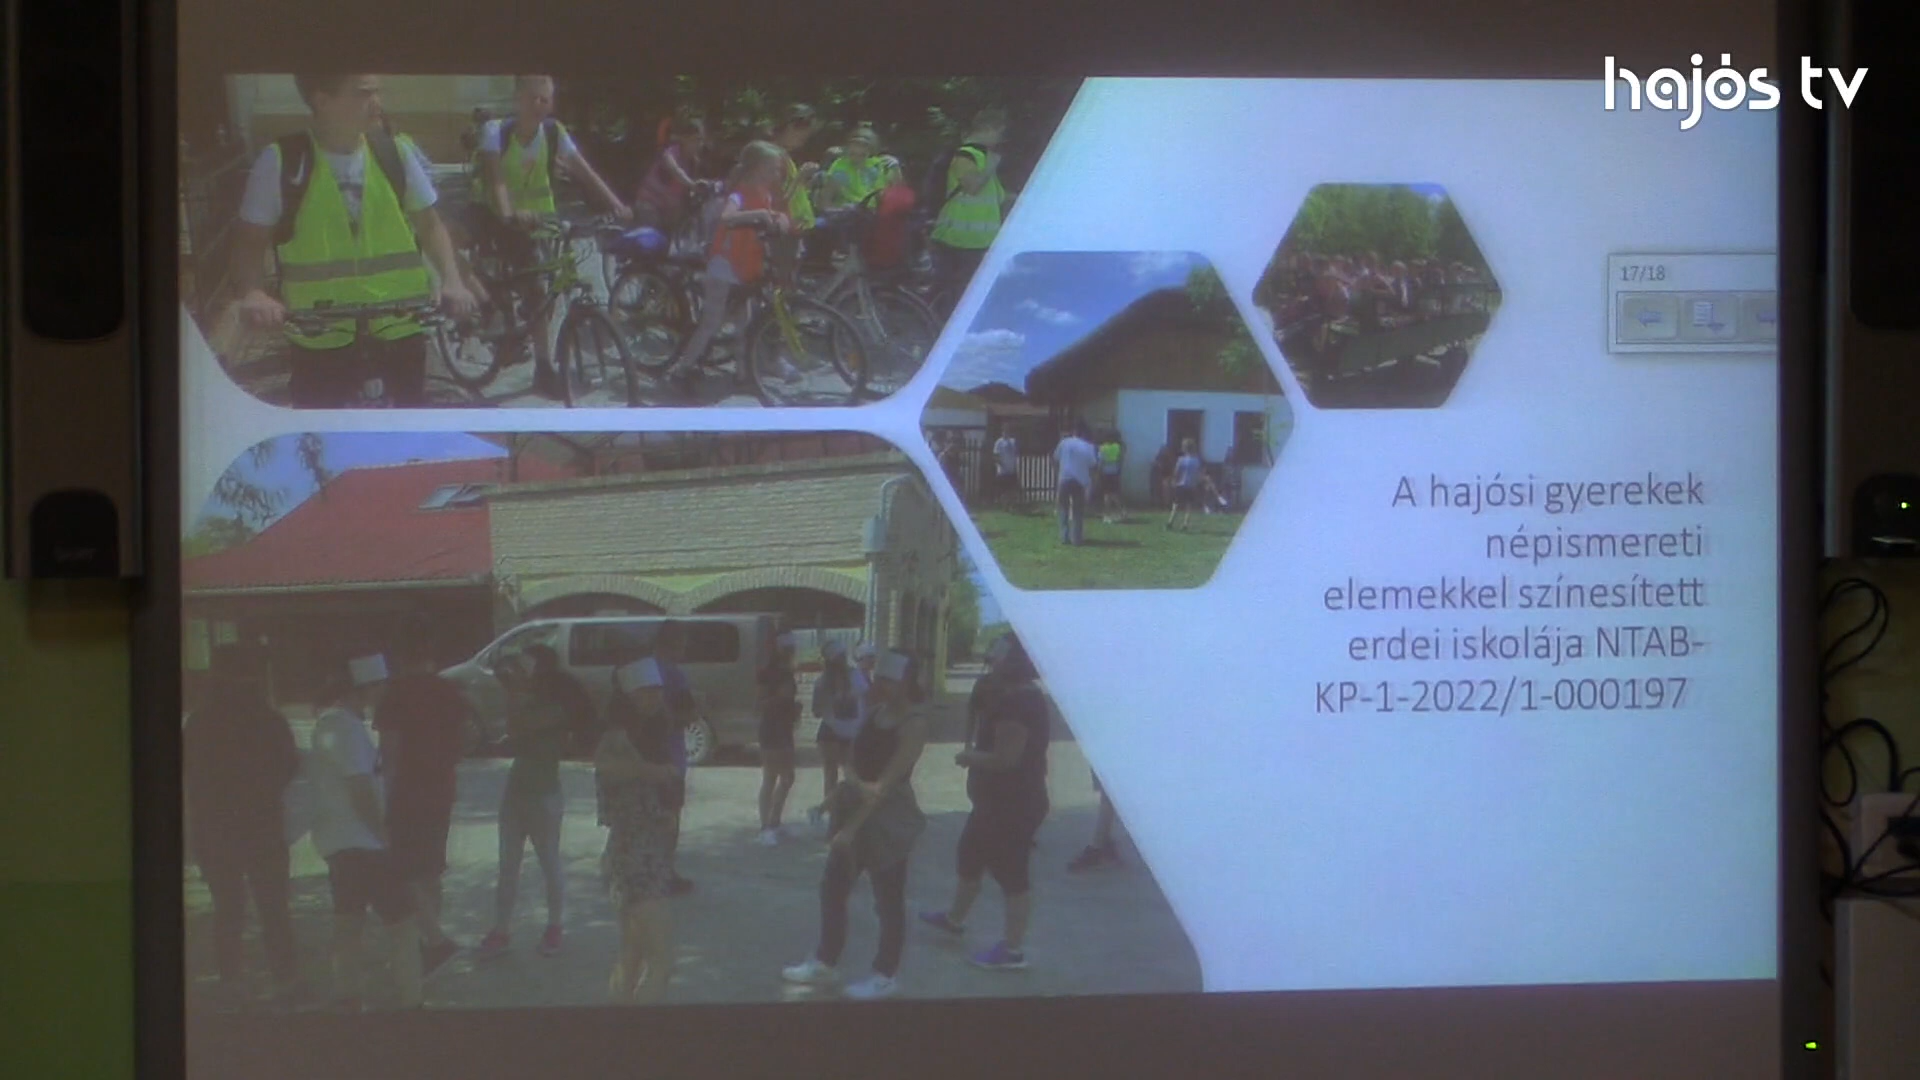 hajós tv
17/18
A hajósi gyerekek
népismereti
elemekkel színesített
erdei iskolája NTAB-
KP-1-2022/1-000197